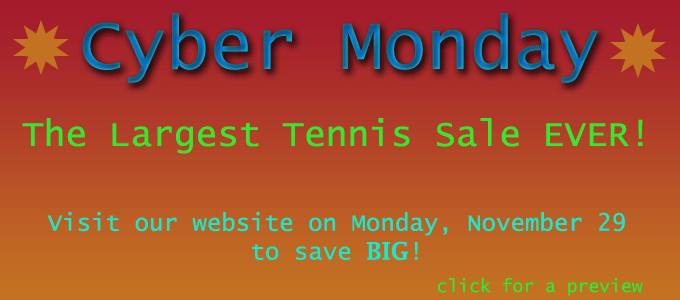 Cyber Monday
The Largest Tennis Sale EVER!
Visit our website on Monday, November 29
to save BIG!
click for a preview